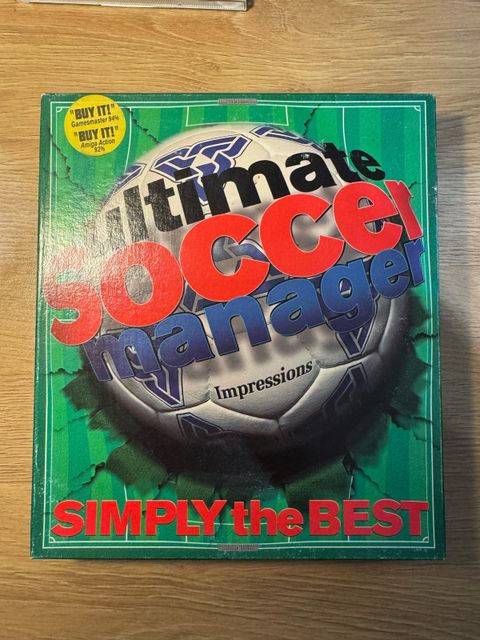 "BUY IT!"
Gamesmaster 94%
"BUY IT!"
Amiga Action
92%
ultimate
soccer
manager
Impressions
SIMPLY the BEST